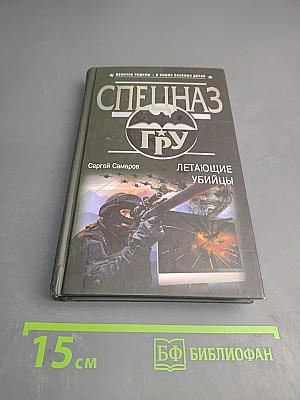 ВЕЛИЧИЕ РОДИНЫ – В ВАШИХ СЛАВНЫХ ДЕЛАХ
СПЕЦНАЗ
ГРУ
Сергей Самаров
ЛЕТАЮЩИЕ
УБИЙЦЫ
15 см
БФ БИБЛИОФАН